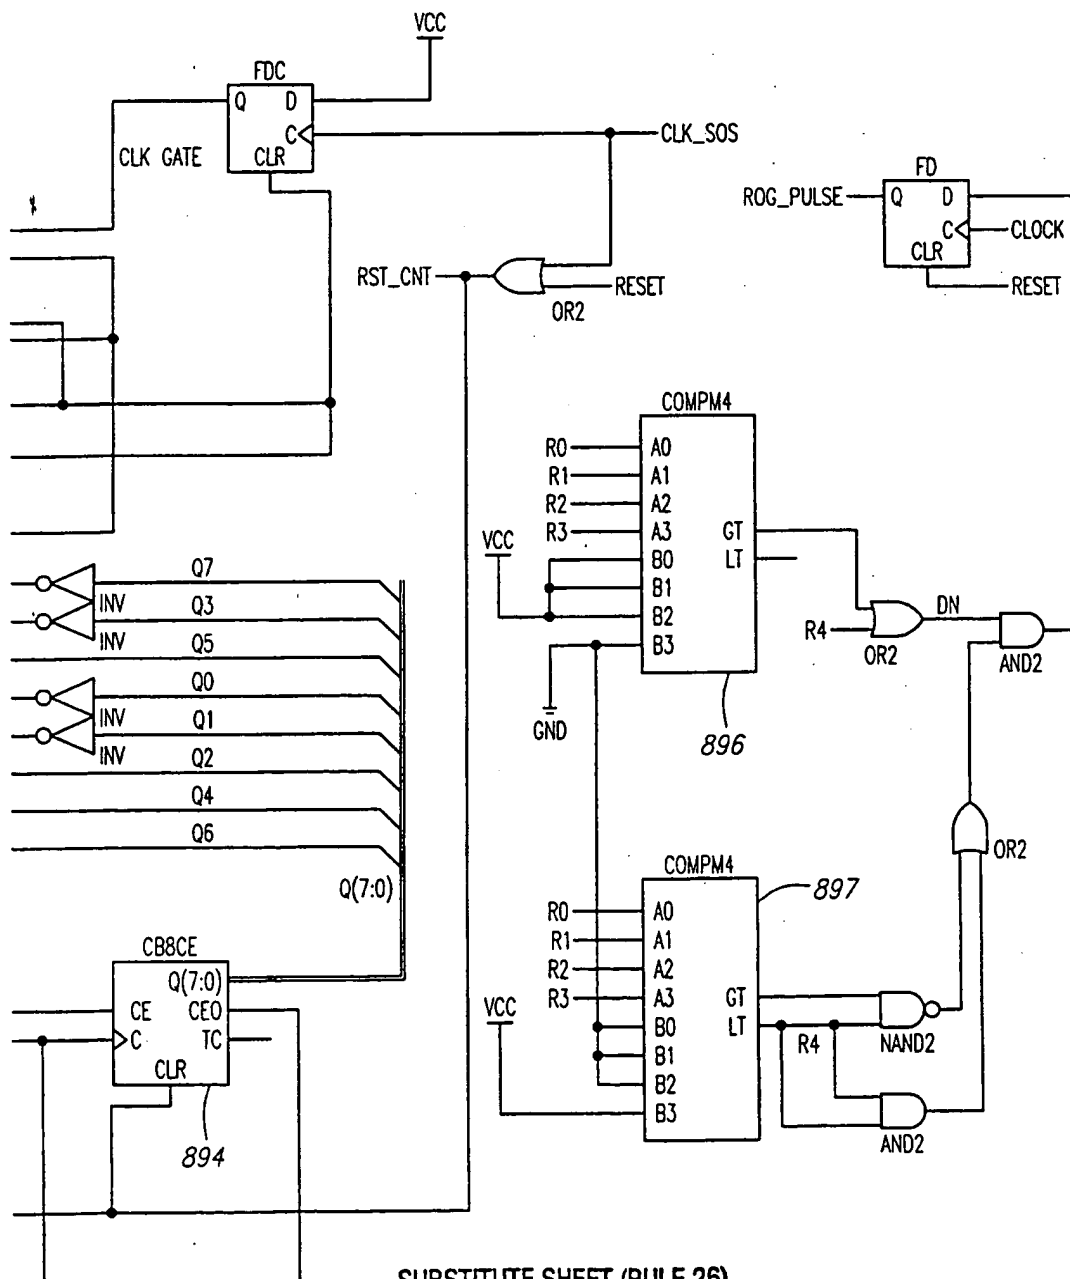 VCC
FDC
Q D
C
CLR
CLK GATE
CLK_SOS
FD
ROG_PULSE
Q D
C
CLR
CLOCK
RESET
RST_CNT
RESET
OR2
COMPM4
R0 A0
R1 A1
R2 A2
R3 A3
GT
VCC
B0
LT
B1
B2
B3
GND
896
R4
OR2
DN
AND2
Q7
INV
Q3
INV
Q5
Q0
INV
Q1
INV
Q2
Q4
Q6
Q(7:0)
OR2
COMPM4
897
R0 A0
R1 A1
R2 A2
R3 A3
GT
VCC
B0
LT
B1
B2
B3
R4
NAND2
AND2
CB8CE
Q(7:0)
CE CEO
C TC
CLR
894
SUBSTITUTE SHEET (RULE 26)